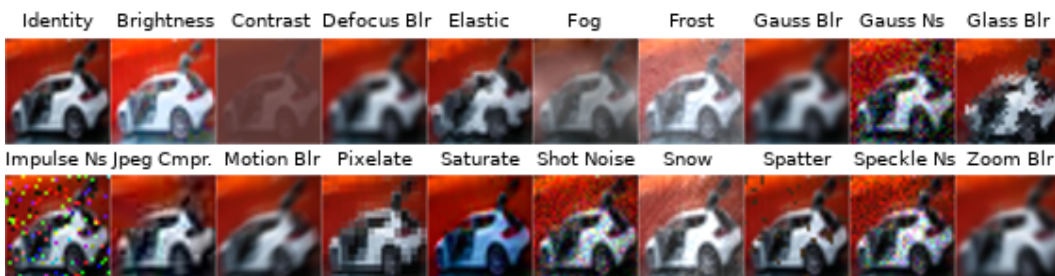 Identity Brightness Contrast Defocus Blr Elastic Fog Frost Gauss Blr Gauss Ns Glass Blr
Impulse Ns Jpeg Cmpr. Motion Blr Pixelate Saturate Shot Noise Snow Spatter Speckle Ns Zoom Blr